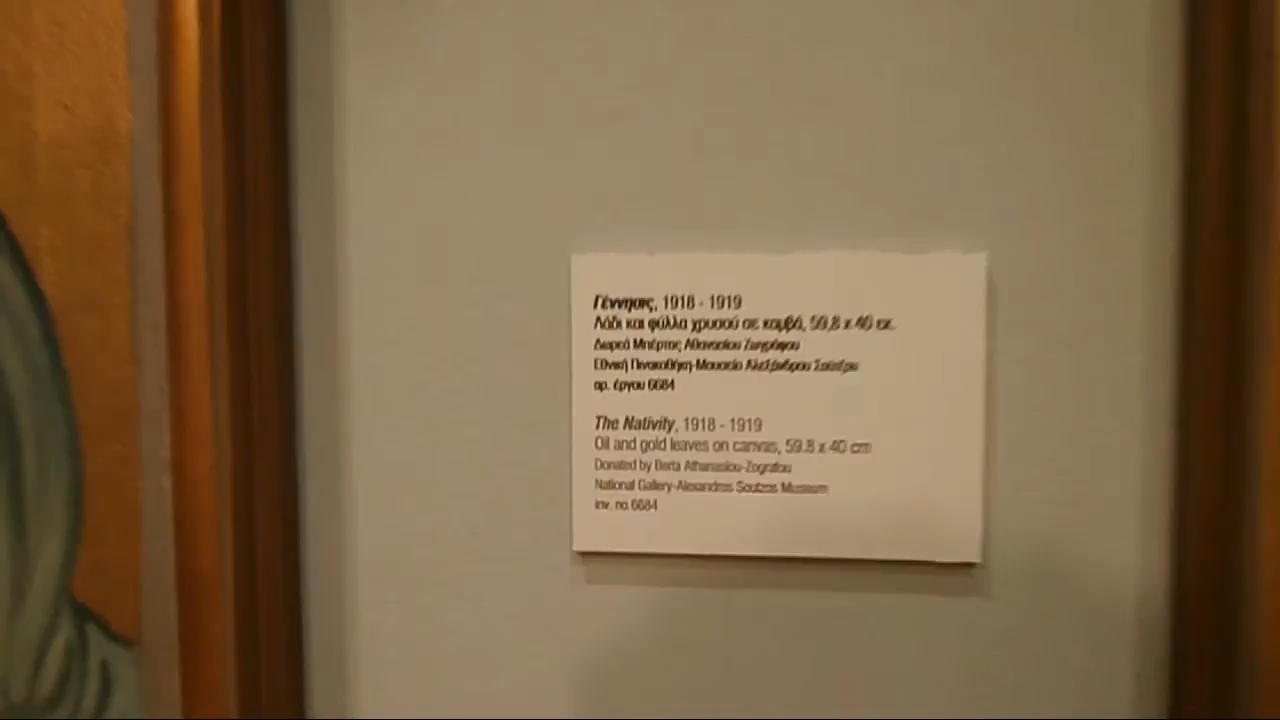 Γέννησις, 1918 - 1919
Λάδι και φύλλα χρυσού σε καμβά, 59,8 x 40 εκ.
Δωρεά Μπέρτας Αθανασίου Ζωγράφου
Εθνική Πινακοθήκη-Μουσείο Αλεξάνδρου Σούτζου
αρ. έργου 6684
The Nativity, 1918 - 1919
Oil and gold leaves on canvas, 59.8 x 40 cm
Donated by Berta Athanasiou-Zografou
National Gallery-Alexandros Soutzos Museum
inv. no 6684